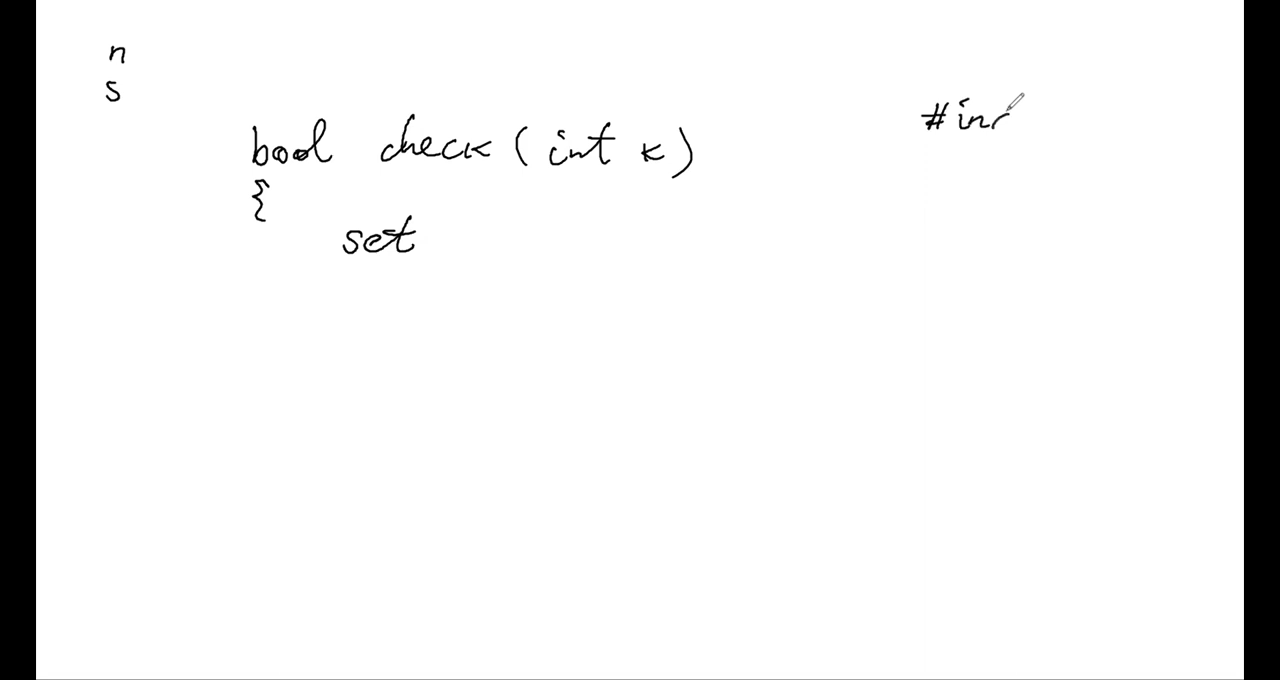 n
s
bool check (int k)
{
set
#in